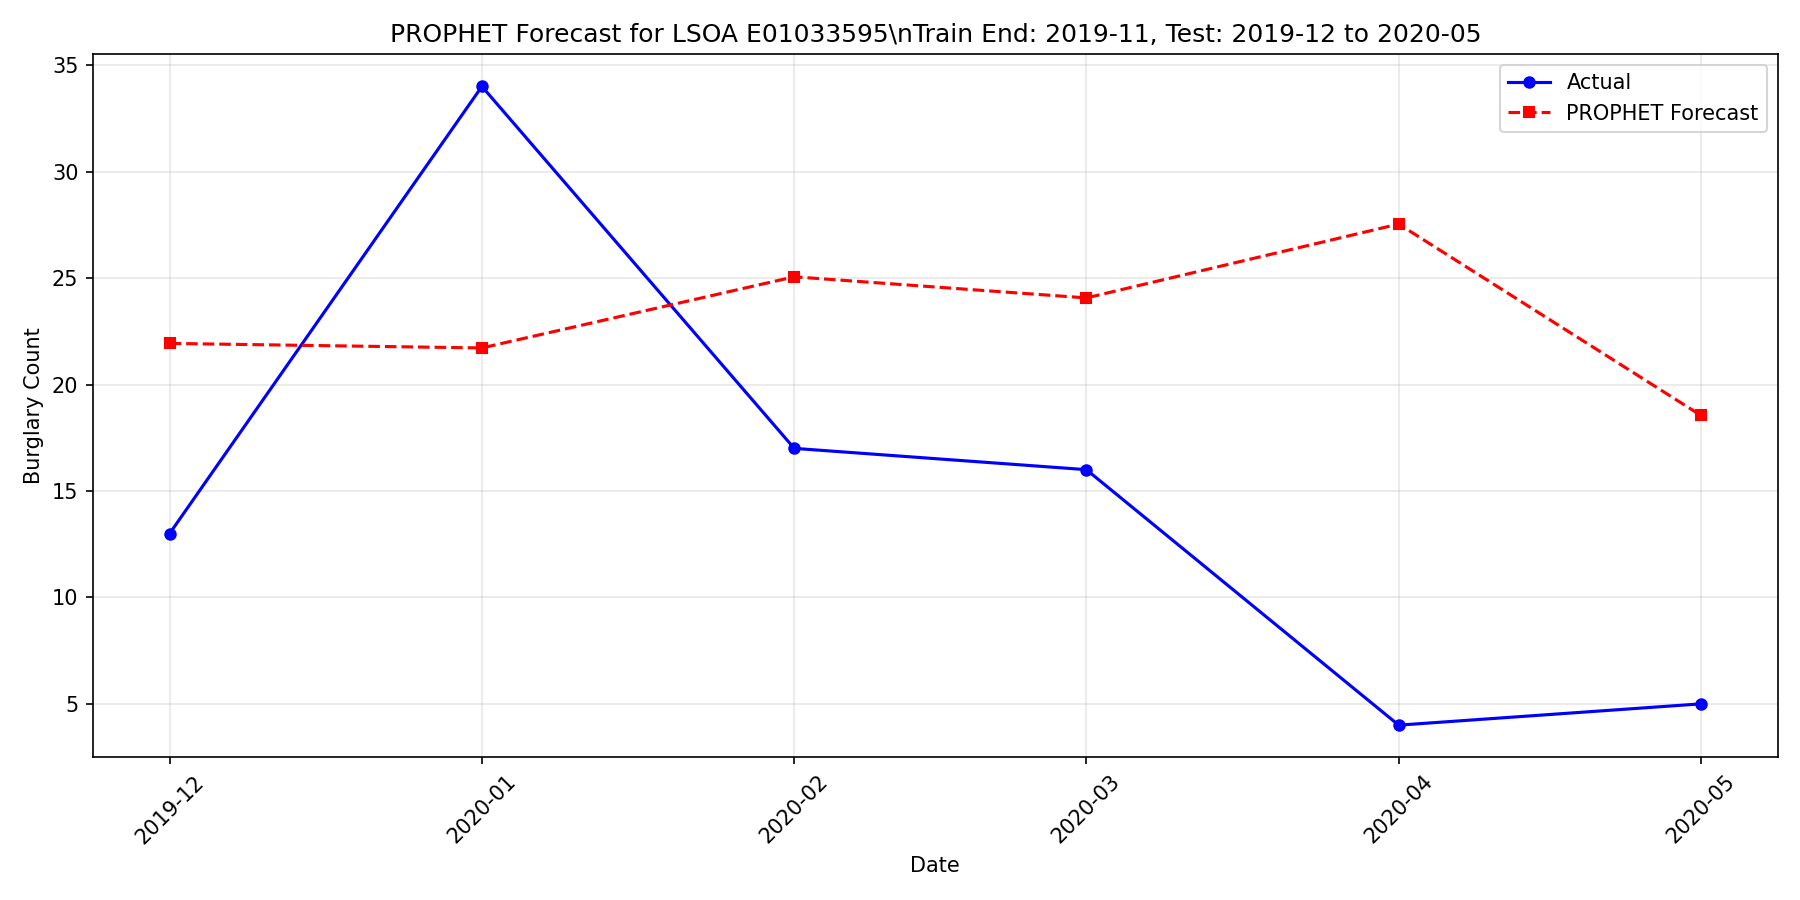 PROPHET Forecast for LSOA E01033595\nTrain End: 2019-11, Test: 2019-12 to 2020-05
Actual
PROPHET Forecast
Burglary Count
35
30
25
20
15
10
5
2019-12
2020-01
2020-02
2020-03
2020-04
2020-05
Date